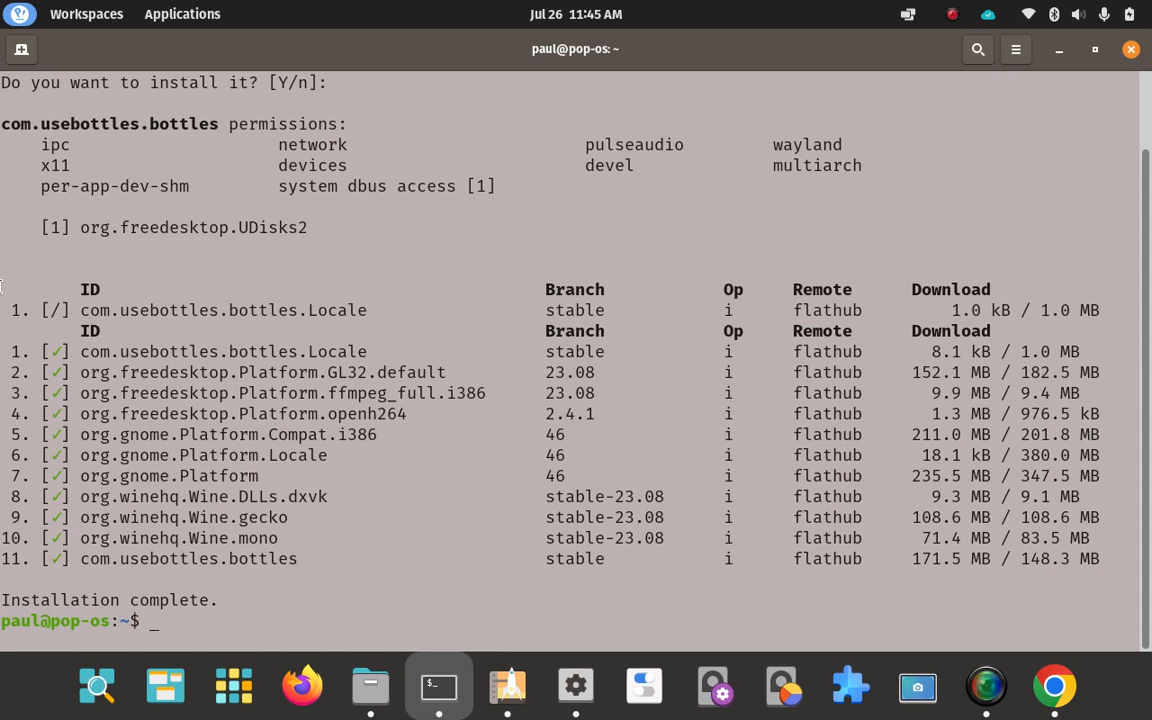 Workspaces Applications Jul 26 11:45 AM
paul@pop-os: ~
Do you want to install it? [Y/n]:
com.usebottles.bottles permissions:
ipc network pulseaudio wayland
x11 devices devel multiarch
per-app-dev-shm system dbus access [1]
[1] org.freedesktop.UDisks2
ID Branch Op Remote Download
1. [/] com.usebottles.bottles.Locale stable i flathub 1.0 kB / 1.0 MB
ID Branch Op Remote Download
1. [✓] com.usebottles.bottles.Locale stable i flathub 8.1 kB / 1.0 MB
2. [✓] org.freedesktop.Platform.GL32.default 23.08 i flathub 152.1 MB / 182.5 MB
3. [✓] org.freedesktop.Platform.ffmpeg_full.i386 23.08 i flathub 9.9 MB / 9.4 MB
4. [✓] org.freedesktop.Platform.openh264 2.4.1 i flathub 1.3 MB / 976.5 kB
5. [✓] org.gnome.Platform.Compat.i386 46 i flathub 211.0 MB / 201.8 MB
6. [✓] org.gnome.Platform.Locale 46 i flathub 18.1 kB / 380.0 MB
7. [✓] org.gnome.Platform 46 i flathub 235.5 MB / 347.5 MB
8. [✓] org.winehq.Wine.DLLs.dxvk stable-23.08 i flathub 9.3 MB / 9.1 MB
9. [✓] org.winehq.Wine.gecko stable-23.08 i flathub 108.6 MB / 108.6 MB
10. [✓] org.winehq.Wine.mono stable-23.08 i flathub 71.4 MB / 83.5 MB
11. [✓] com.usebottles.bottles stable i flathub 171.5 MB / 148.3 MB
Installation complete.
paul@pop-os:~$ _